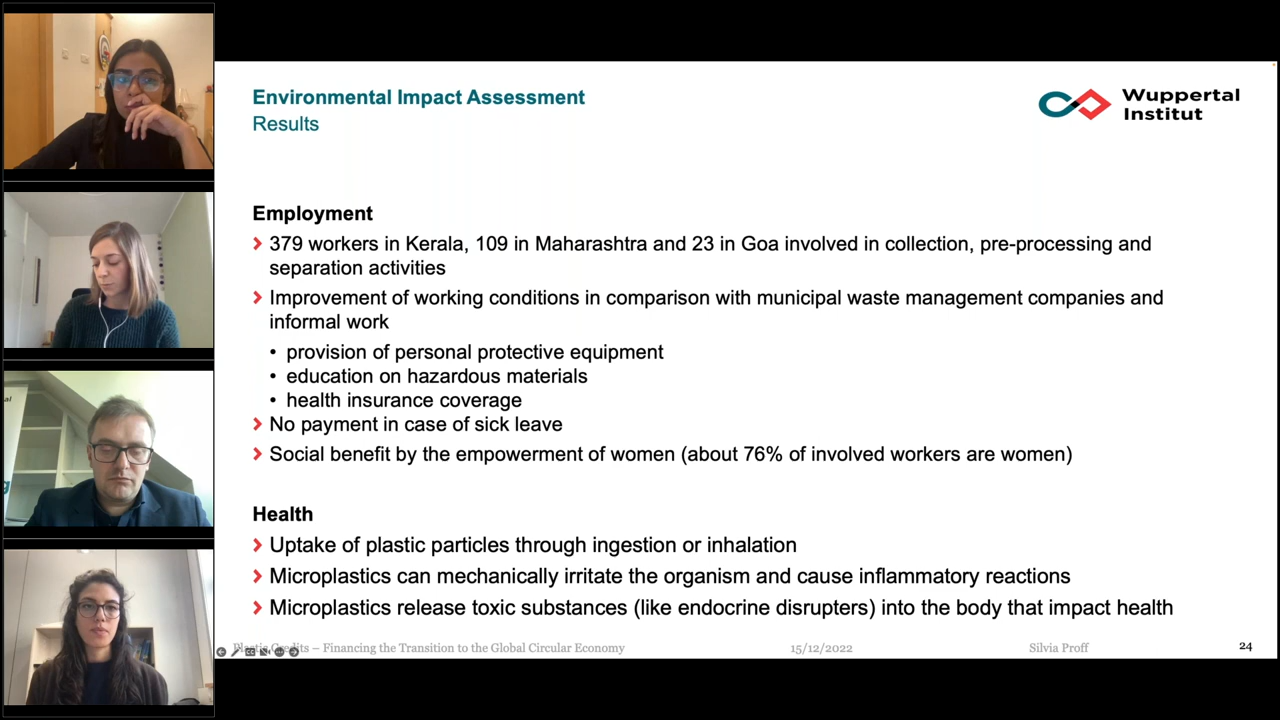 Environmental Impact Assessment
Results
Wuppertal
Institut
Employment
379 workers in Kerala, 109 in Maharashtra and 23 in Goa involved in collection, pre-processing and
separation activities
Improvement of working conditions in comparison with municipal waste management companies and
informal work
• provision of personal protective equipment
• education on hazardous materials
• health insurance coverage
No payment in case of sick leave
Social benefit by the empowerment of women (about 76% of involved workers are women)
Health
Uptake of plastic particles through ingestion or inhalation
Microplastics can mechanically irritate the organism and cause inflammatory reactions
Microplastics release toxic substances (like endocrine disrupters) into the body that impact health
Plastic Credits – Financing the Transition to the Global Circular Economy
15/12/2022
Silvia Proff
24